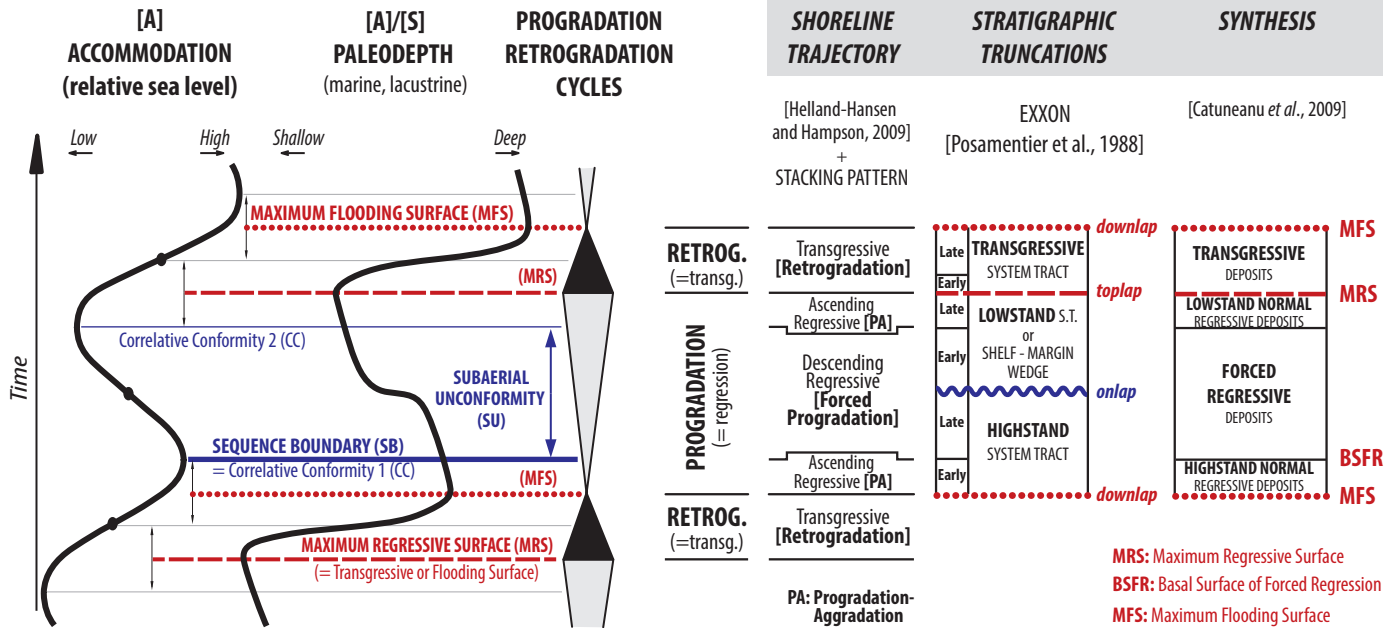 [A]
ACCOMMODATION
(relative sea level)
[A]/[S]
PALEODEPTH
(marine, lacustrine)
PROGRADATION
RETROGRADATION
CYCLES
SHORELINE
TRAJECTORY
STRATIGRAPHIC
TRUNCATIONS
SYNTHESIS
[Helland-Hansen
and Hampson, 2009]
+
STACKING PATTERN
EXXON
[Posamentier et al., 1988]
[Catuneanu et al., 2009]
Low
High
Shallow
Deep
Time
MAXIMUM FLOODING SURFACE (MFS)
(MRS)
Correlative Conformity 2 (CC)
SUBAERIAL
UNCONFORMITY
(SU)
SEQUENCE BOUNDARY (SB)
= Correlative Conformity 1 (CC)
(MFS)
MAXIMUM REGRESSIVE SURFACE (MRS)
(= Transgressive or Flooding Surface)
RETROG.
(=transg.)
PROGRADATION
(= regression)
RETROG.
(=transg.)
Transgressive
[Retrogradation]
Ascending
Regressive [PA]
Descending
Regressive
[Forced
Progradation]
Ascending
Regressive [PA]
Transgressive
[Retrogradation]
PA: Progradation-
Aggradation
Late
Early
Late
Early
Late
Early
TRANSGRESSIVE
SYSTEM TRACT
LOWSTAND S.T.
or
SHELF - MARGIN
WEDGE
HIGHSTAND
SYSTEM TRACT
downlap
toplap
onlap
downlap
TRANSGRESSIVE
DEPOSITS
LOWSTAND NORMAL
REGRESSIVE DEPOSITS
FORCED
REGRESSIVE
DEPOSITS
HIGHSTAND NORMAL
REGRESSIVE DEPOSITS
MFS
MRS
BSFR
MFS
MRS: Maximum Regressive Surface
BSFR: Basal Surface of Forced Regression
MFS: Maximum Flooding Surface